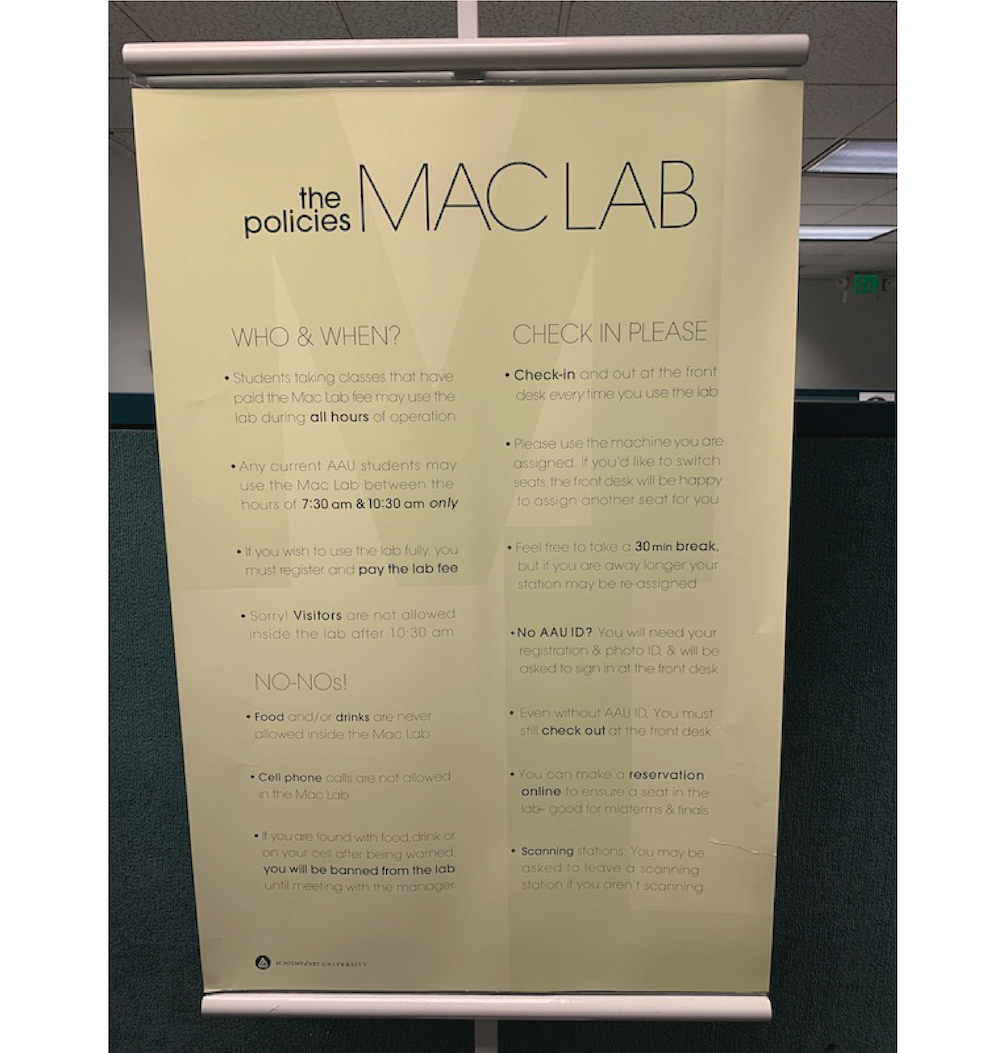 the
policies MAC LAB
WHO & WHEN?
• Students taking classes that have
paid the Mac Lab fee may use the
lab during all hours of operation
• Any current AAU students may
use the Mac Lab between the
hours of 7:30 am & 10:30 am only
• If you wish to use the lab fully, you
must register and pay the lab fee
• Sorry! Visitors are not allowed
inside the lab after 10:30 am
NO-NOs!
• Food and/or drinks are never
allowed inside the Mac Lab
• Cell phone calls are not allowed
in the Mac Lab
• If you are found with food, drink or
on your cell after being warned,
you will be banned from the lab
until meeting with the manager
CHECK IN PLEASE
• Check-in and out at the front
desk every time you use the lab
• Please use the machine you are
assigned. If you'd like to switch
seats, the front desk will be happy
to assign another seat for you
• Feel free to take a 30 min break,
but if you are away longer your
station may be re-assigned
• No AAU ID? You will need your
registration & photo ID, & will be
asked to sign in at the front desk
• Even without AAU ID, You must
still check out at the front desk
• You can make a reservation
online to ensure a seat in the
lab- good for midterms & finals
• Scanning stations: You may be
asked to leave a scanning
station if you aren't scanning
ACADEMY of ART UNIVERSITY
EXIT